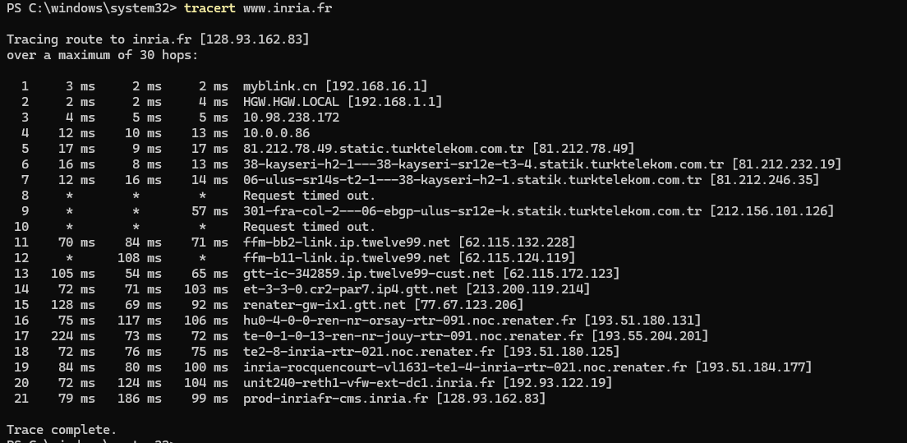 PS C:\windows\system32> tracert www.inria.fr
Tracing route to inria.fr [128.93.162.83]
over a maximum of 30 hops:
1 3 ms 2 ms 2 ms myblink.cn [192.168.16.1]
2 2 ms 2 ms 4 ms HGW.HGW.LOCAL [192.168.1.1]
3 4 ms 5 ms 5 ms 10.98.238.172
4 12 ms 10 ms 13 ms 10.0.0.86
5 17 ms 9 ms 17 ms 81.212.78.49.static.turktelekom.com.tr [81.212.78.49]
6 16 ms 8 ms 13 ms 38-kayseri-h2-1---38-kayseri-sr12e-t3-4.statik.turktelekom.com.tr [81.212.232.19]
7 12 ms 16 ms 14 ms 06-ulus-sr14s-t2-1---38-kayseri-h2-1.statik.turktelekom.com.tr [81.212.246.35]
8 * * * Request timed out.
9 * * 57 ms 301-fra-col-2---06-ebgp-ulus-sr12e-k.statik.turktelekom.com.tr [212.156.101.126]
10 * * * Request timed out.
11 70 ms 84 ms 71 ms ffm-bb2-link.ip.twelve99.net [62.115.132.228]
12 * 108 ms * ffm-b11-link.ip.twelve99.net [62.115.124.119]
13 105 ms 54 ms 65 ms gtt-ic-342859.ip.twelve99-cust.net [62.115.172.123]
14 72 ms 71 ms 103 ms et-3-3-0.cr2-par7.ip4.gtt.net [213.200.119.214]
15 128 ms 69 ms 92 ms renater-gw-ix1.gtt.net [77.67.123.206]
16 75 ms 117 ms 106 ms hu0-4-0-0-ren-nr-orsay-rtr-091.noc.renater.fr [193.51.180.131]
17 224 ms 73 ms 72 ms te-0-1-0-13-ren-nr-jouy-rtr-091.noc.renater.fr [193.55.204.201]
18 72 ms 76 ms 75 ms te2-8-inria-rtr-021.noc.renater.fr [193.51.180.125]
19 84 ms 80 ms 100 ms inria-rocquencourt-vl1631-te1-4-inria-rtr-021.noc.renater.fr [193.51.184.177]
20 72 ms 124 ms 104 ms unit240-reth1-vfw-ext-dc1.inria.fr [192.93.122.19]
21 79 ms 186 ms 99 ms prod-inriafr-cms.inria.fr [128.93.162.83]
Trace complete.